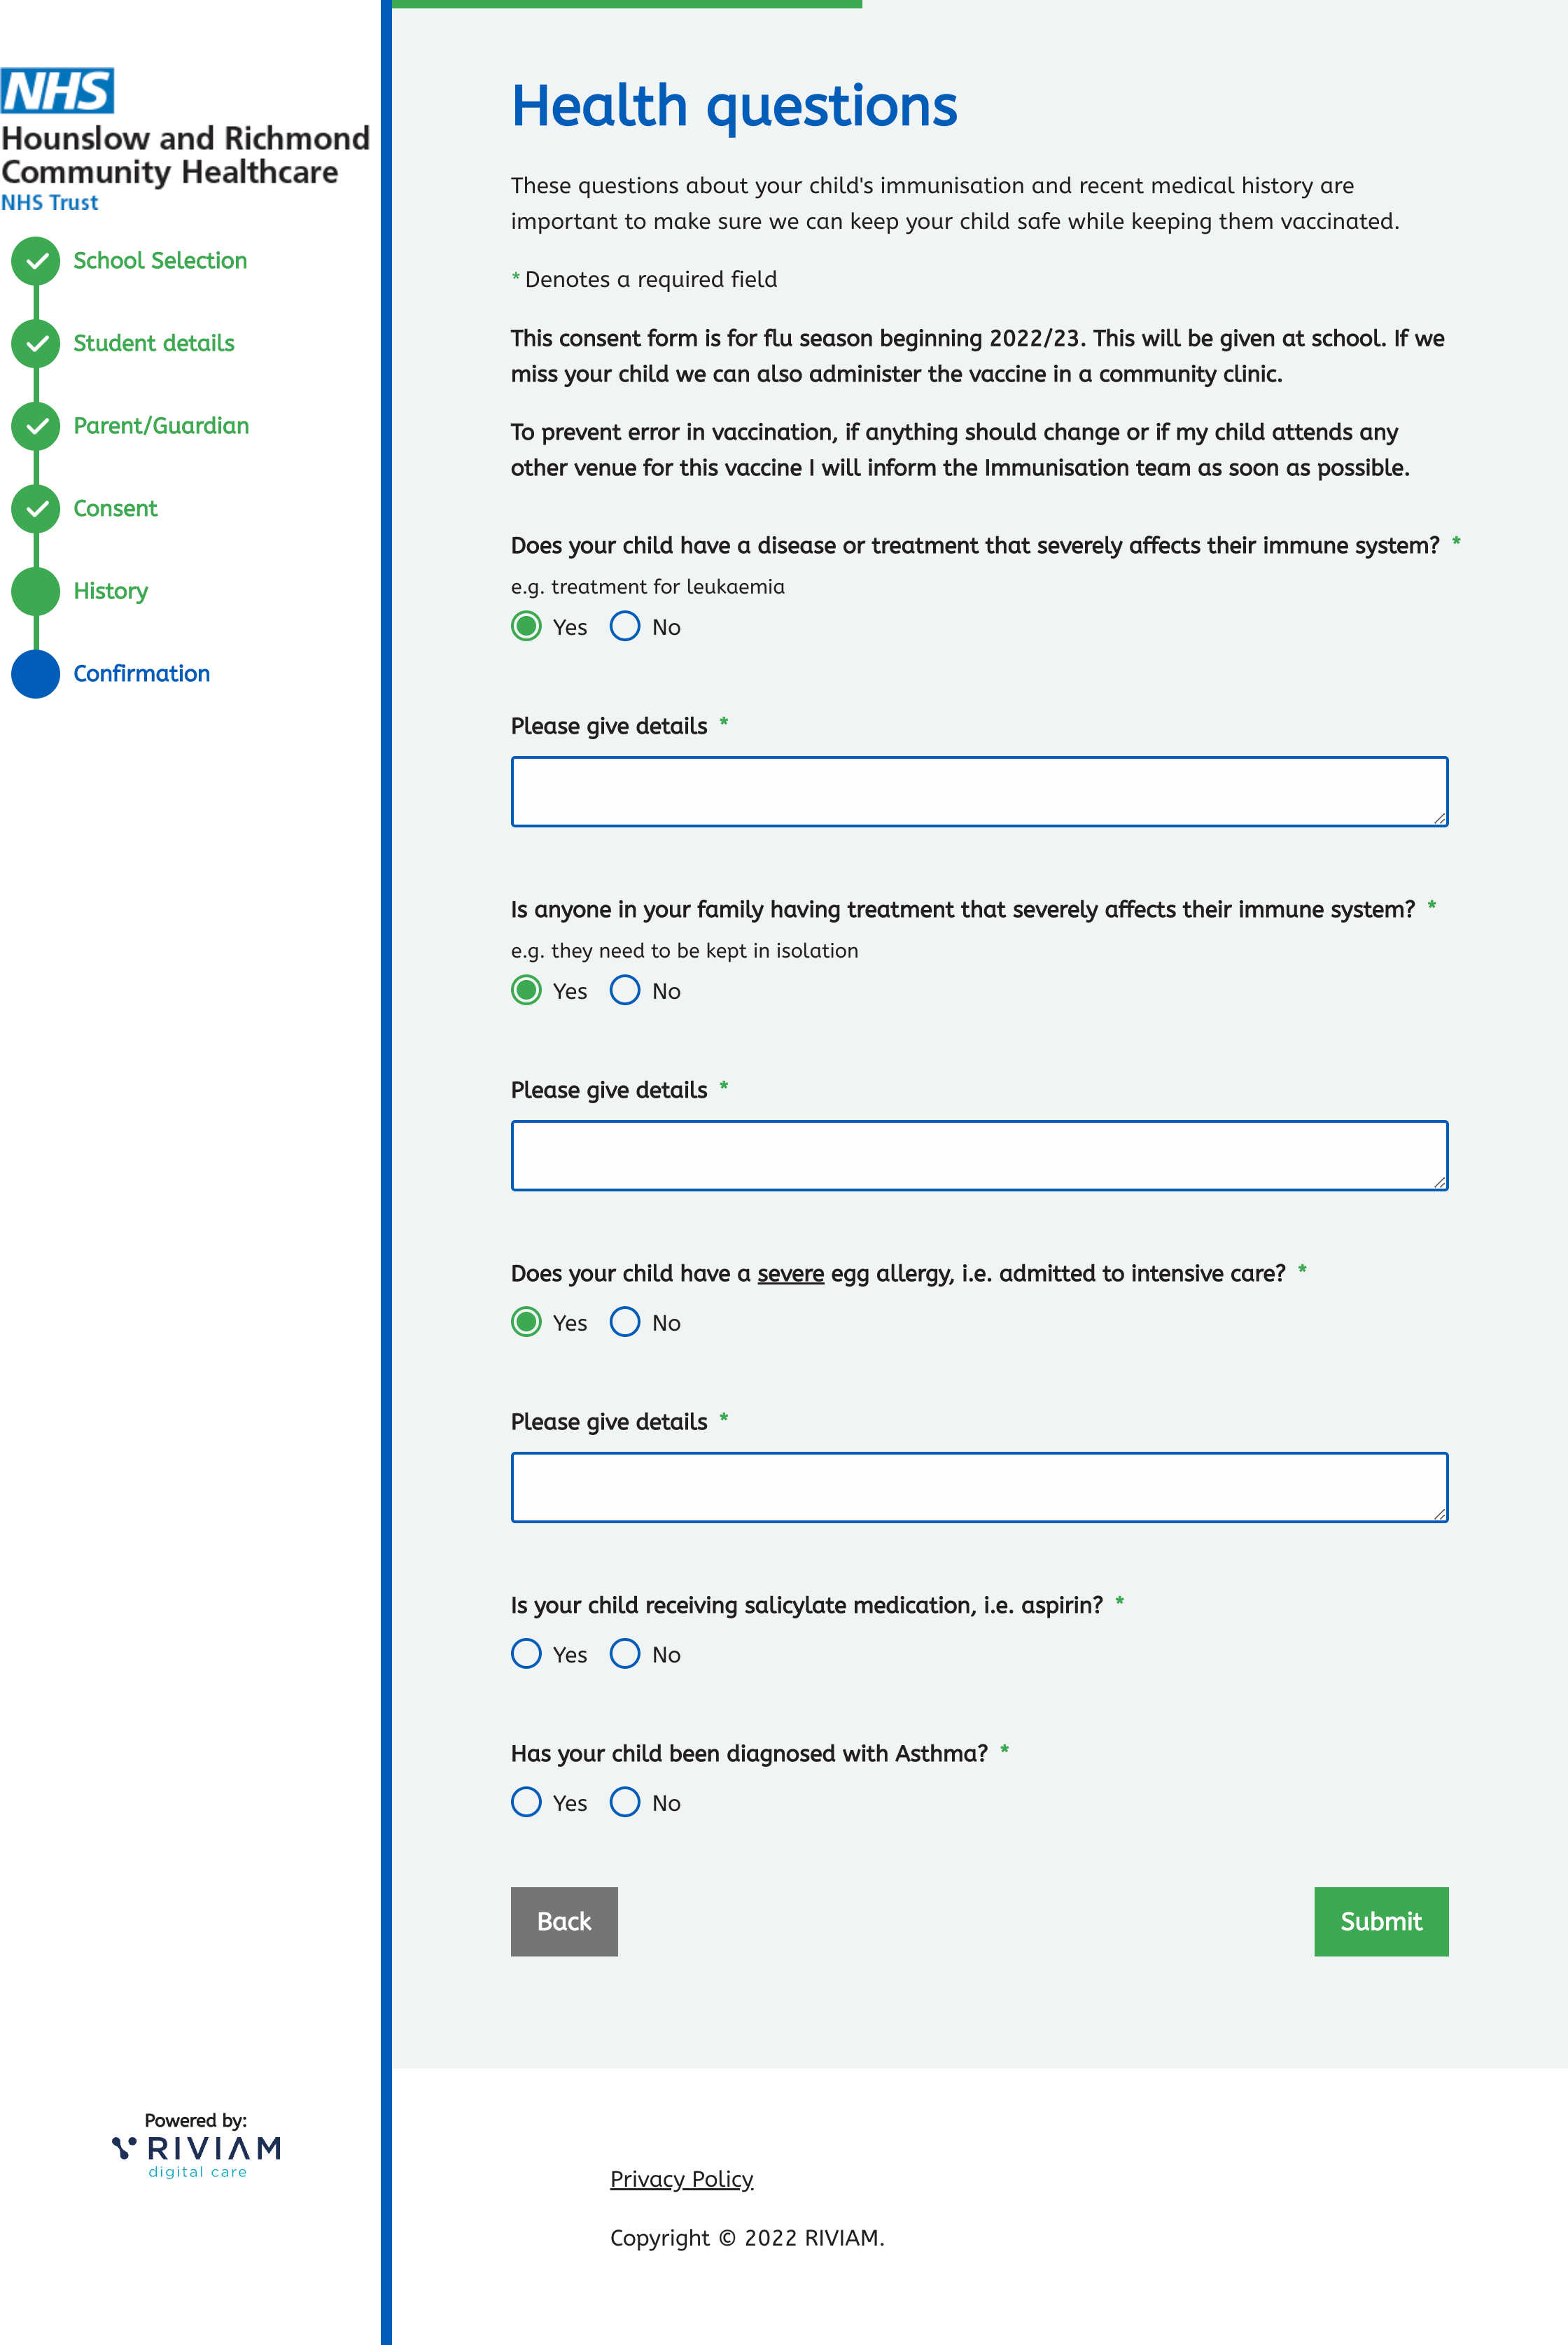 NHS
Hounslow and Richmond
Community Healthcare
NHS Trust
School Selection
Student details
Parent/Guardian
Consent
History
Confirmation
Health questions
These questions about your child's immunisation and recent medical history are
important to make sure we can keep your child safe while keeping them vaccinated.
* Denotes a required field
This consent form is for flu season beginning 2022/23. This will be given at school. If we
miss your child we can also administer the vaccine in a community clinic.
To prevent error in vaccination, if anything should change or if my child attends any
other venue for this vaccine I will inform the Immunisation team as soon as possible.
Does your child have a disease or treatment that severely affects their immune system? *
e.g. treatment for leukaemia
Yes No
Please give details *
Is anyone in your family having treatment that severely affects their immune system? *
e.g. they need to be kept in isolation
Yes No
Please give details *
Does your child have a severe egg allergy, i.e. admitted to intensive care? *
Yes No
Please give details *
Is your child receiving salicylate medication, i.e. aspirin? *
Yes No
Has your child been diagnosed with Asthma? *
Yes No
Back Submit
Powered by:
RIVIAM
digital care
Privacy Policy
Copyright © 2022 RIVIAM.